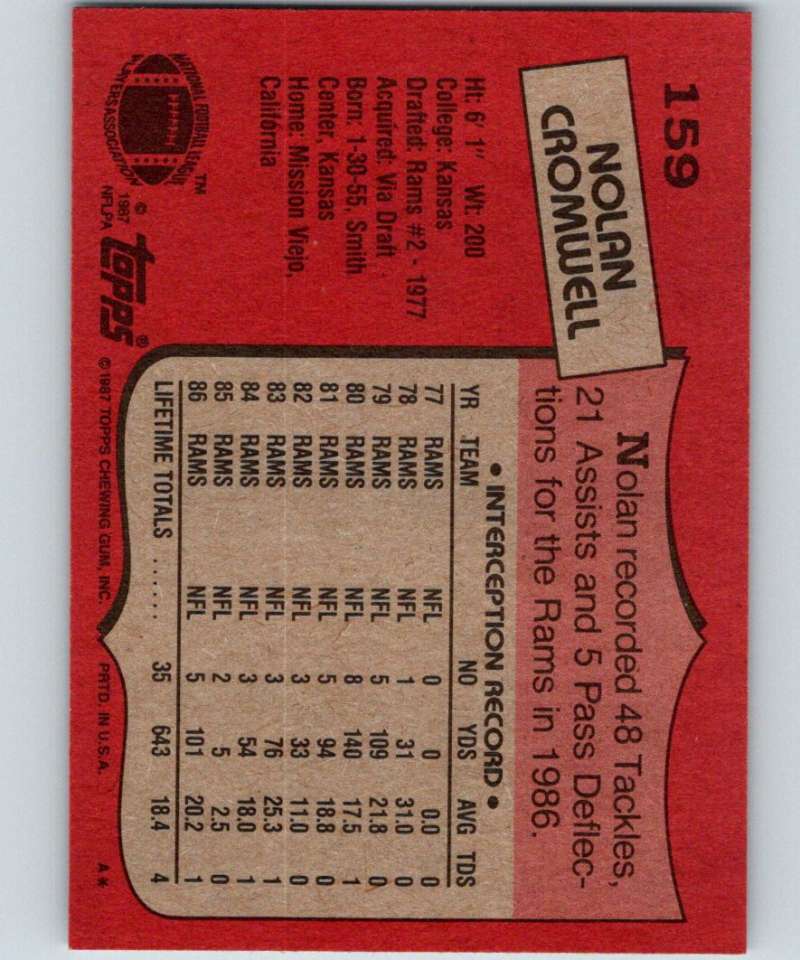 159
NOLAN
CROMWELL
Ht: 6' 1" Wt: 200
College: Kansas
Drafted: Rams #2 - 1977
Acquired: Via Draft
Born: 1-30-55, Smith
Center, Kansas
Home: Mission Viejo,
California
NATIONAL FOOTBALL LEAGUE
PLAYERS ASSOCIATION
™
© 1987
NFLPA
topps®
Nolan recorded 48 Tackles,
21 Assists and 5 Pass Deflec-
tions for the Rams in 1986.
• INTERCEPTION RECORD •
YR TEAM NO YDS AVG TDS
77 RAMS NFL 0 0 0.0 0
78 RAMS NFL 1 31 31.0 0
79 RAMS NFL 5 109 21.8 0
80 RAMS NFL 8 140 17.5 1
81 RAMS NFL 5 94 18.8 0
82 RAMS NFL 3 33 11.0 0
83 RAMS NFL 3 76 25.3 1
84 RAMS NFL 3 54 18.0 1
85 RAMS NFL 2 5 2.5 0
86 RAMS NFL 5 101 20.2 1
LIFETIME TOTALS ...... 35 643 18.4 4
© 1987 TOPPS CHEWING GUM, INC. PRTD. IN U.S.A. A*